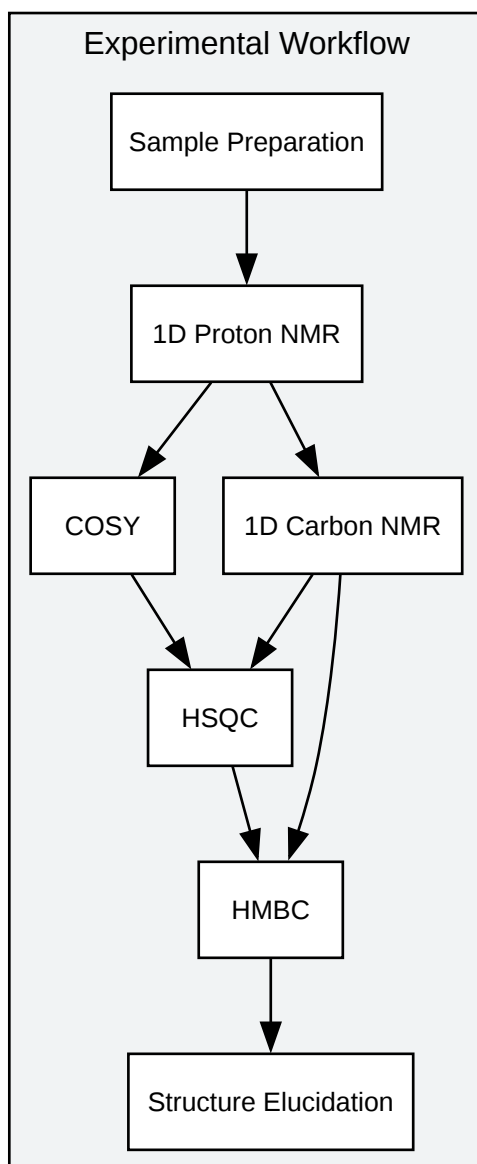 Experimental Workflow
Sample Preparation
1D Proton NMR
COSY
1D Carbon NMR
HSQC
HMBC
Structure Elucidation